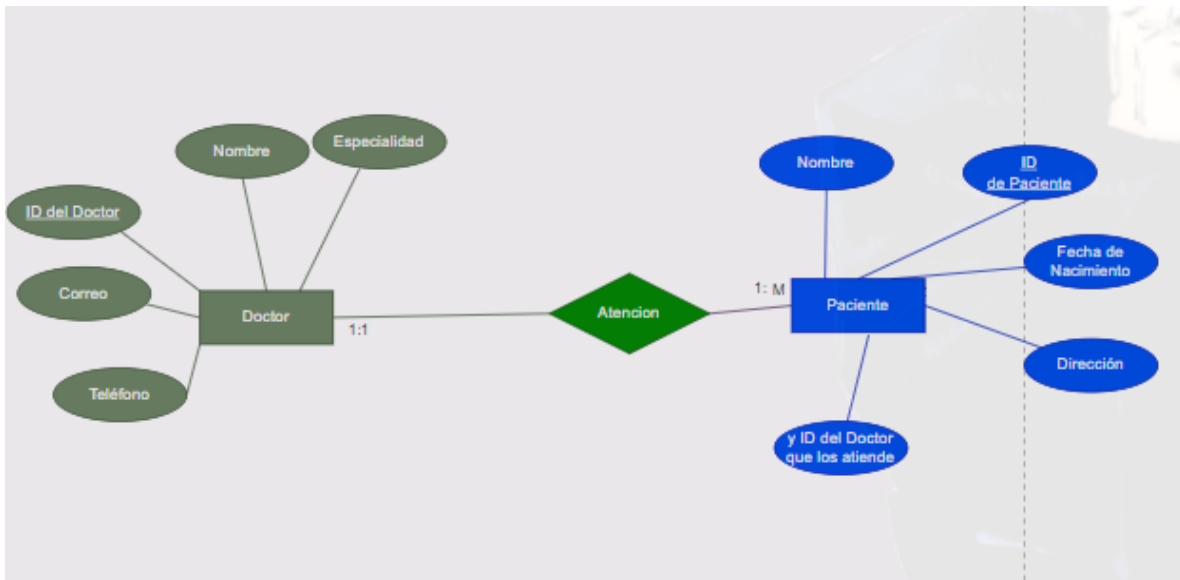 Nombre
Especialidad
ID del Doctor
Correo
Teléfono
Doctor
1:1
Atencion
1: M
Nombre
ID
de Paciente
Fecha de
Nacimiento
Paciente
Dirección
y ID del Doctor
que los atiende